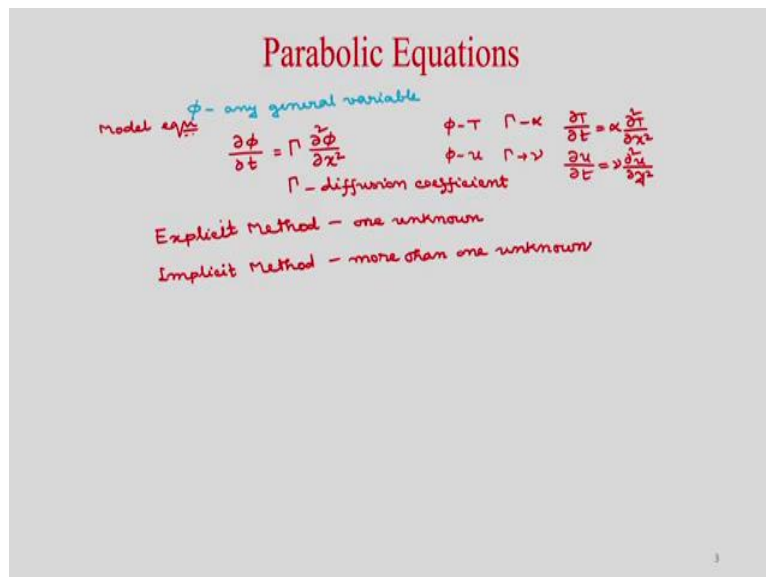 Parabolic Equations
φ - any general variable
Model eqn
∂φ/∂t = Γ ∂²φ/∂x²
φ-T Γ-α ∂T/∂t = α ∂²T/∂x²
φ-u Γ→ν ∂u/∂t = ν ∂²u/∂y²
Γ - diffusion coefficient
Explicit Method - one unknown
Implicit Method - more than one unknown
3